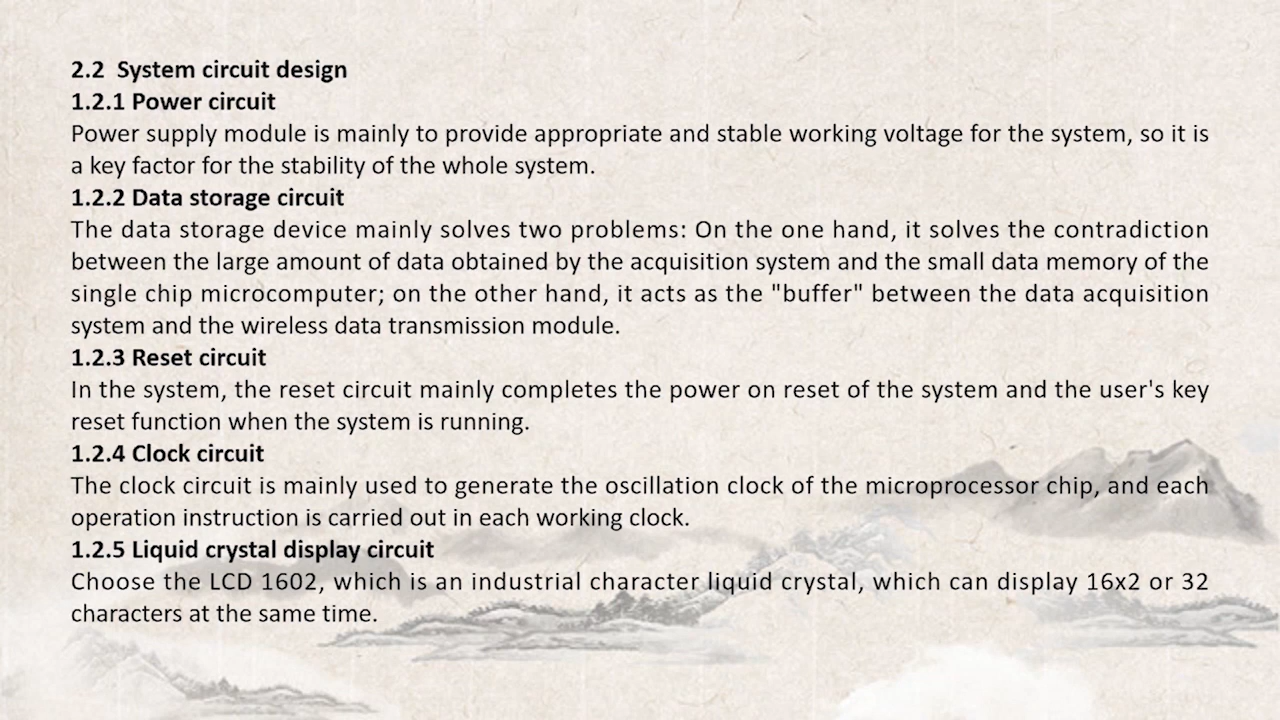 2.2 System circuit design
1.2.1 Power circuit
Power supply module is mainly to provide appropriate and stable working voltage for the system, so it is
a key factor for the stability of the whole system.
1.2.2 Data storage circuit
The data storage device mainly solves two problems: On the one hand, it solves the contradiction
between the large amount of data obtained by the acquisition system and the small data memory of the
single chip microcomputer; on the other hand, it acts as the "buffer" between the data acquisition
system and the wireless data transmission module.
1.2.3 Reset circuit
In the system, the reset circuit mainly completes the power on reset of the system and the user's key
reset function when the system is running.
1.2.4 Clock circuit
The clock circuit is mainly used to generate the oscillation clock of the microprocessor chip, and each
operation instruction is carried out in each working clock.
1.2.5 Liquid crystal display circuit
Choose the LCD 1602, which is an industrial character liquid crystal, which can display 16x2 or 32
characters at the same time.